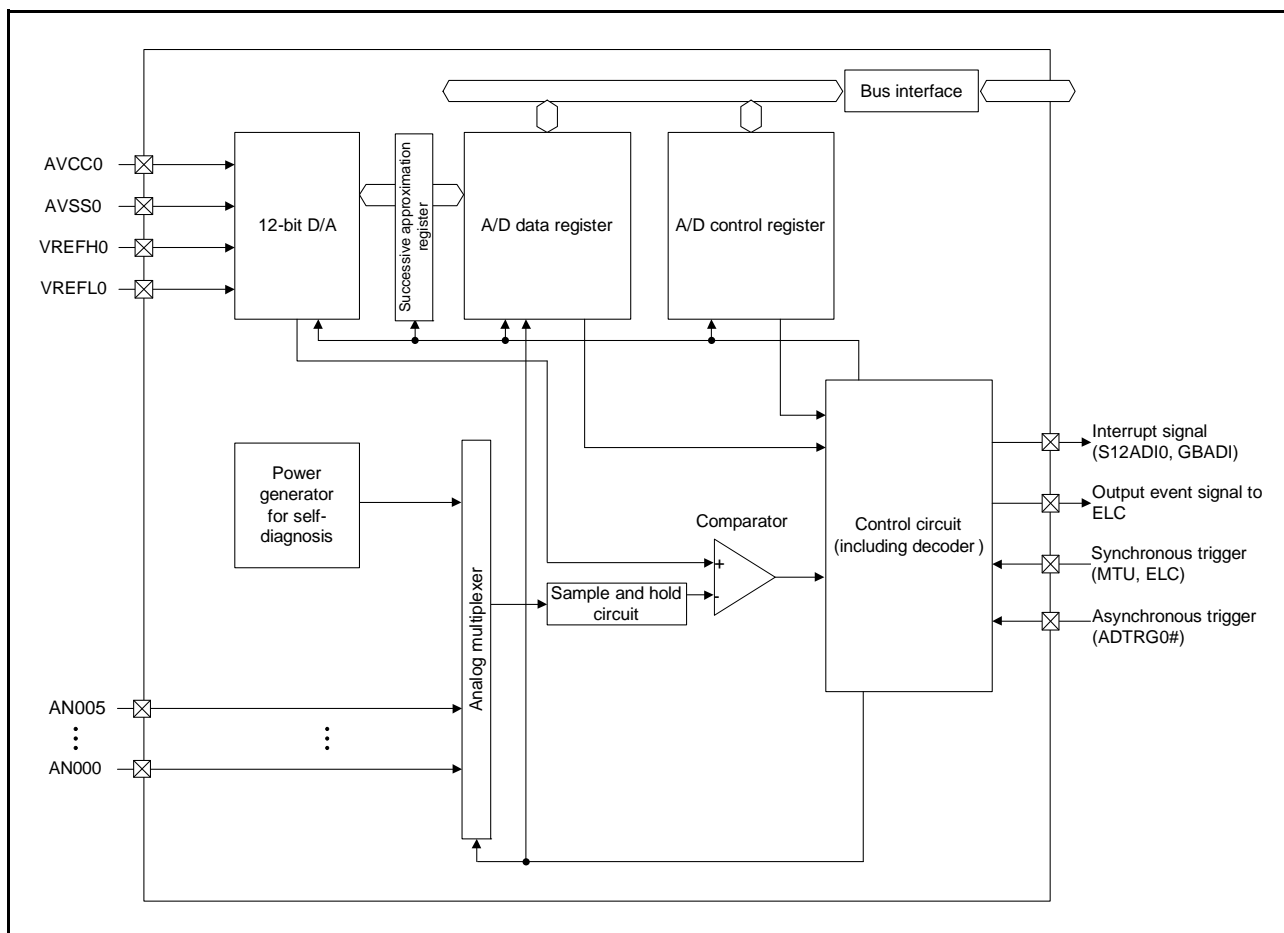 Bus interface
AVCC0
AVSS0
VREFH0
VREFL0
12-bit D/A
Successive approximation
register
A/D data register
A/D control register
Power
generator
for self-
diagnosis
Analog multiplexer
Comparator
+
-
Sample and hold
circuit
Control circuit
(including decoder)
Interrupt signal
(S12ADI0, GBADI)
Output event signal to
ELC
Synchronous trigger
(MTU, ELC)
Asynchronous trigger
(ADTRG0#)
AN005
AN000